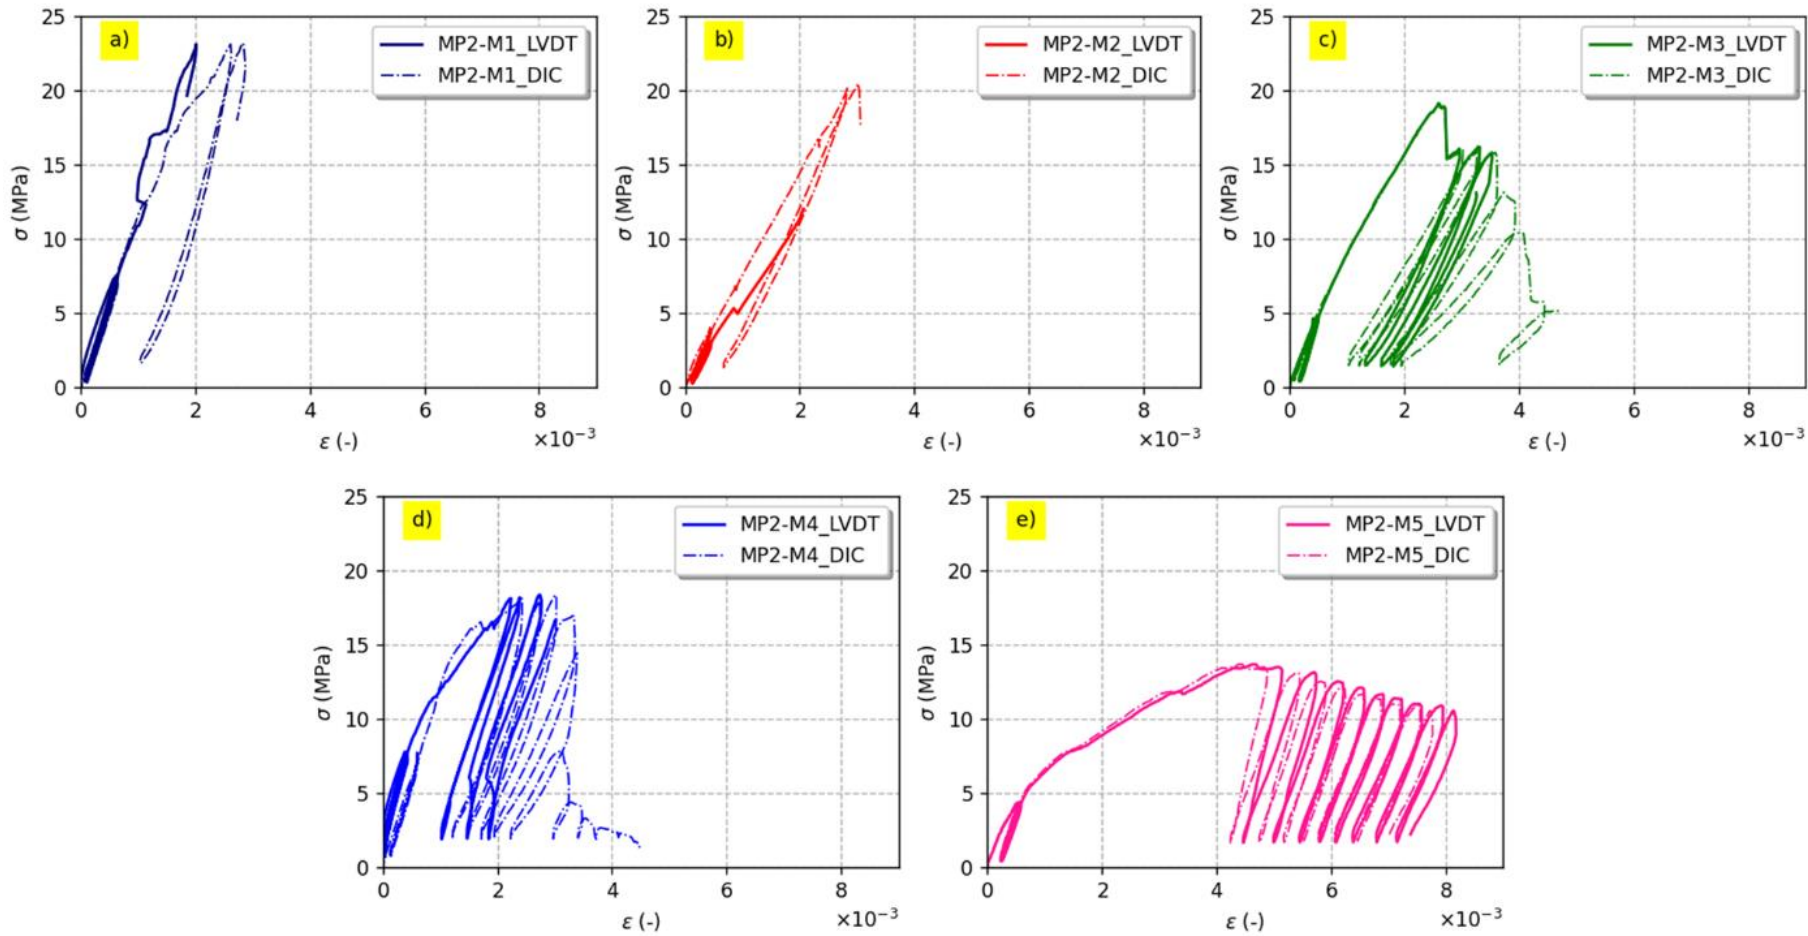 a)
MP2-M1_LVDT
MP2-M1_DIC
25
20
15
10
5
0
σ (MPa)
0 2 4 6 8
ε (-)
×10⁻³
b)
MP2-M2_LVDT
MP2-M2_DIC
25
20
15
10
5
0
σ (MPa)
0 2 4 6 8
ε (-)
×10⁻³
c)
MP2-M3_LVDT
MP2-M3_DIC
25
20
15
10
5
0
σ (MPa)
0 2 4 6 8
ε (-)
×10⁻³
d)
MP2-M4_LVDT
MP2-M4_DIC
25
20
15
10
5
0
σ (MPa)
0 2 4 6 8
ε (-)
×10⁻³
e)
MP2-M5_LVDT
MP2-M5_DIC
25
20
15
10
5
0
σ (MPa)
0 2 4 6 8
ε (-)
×10⁻³